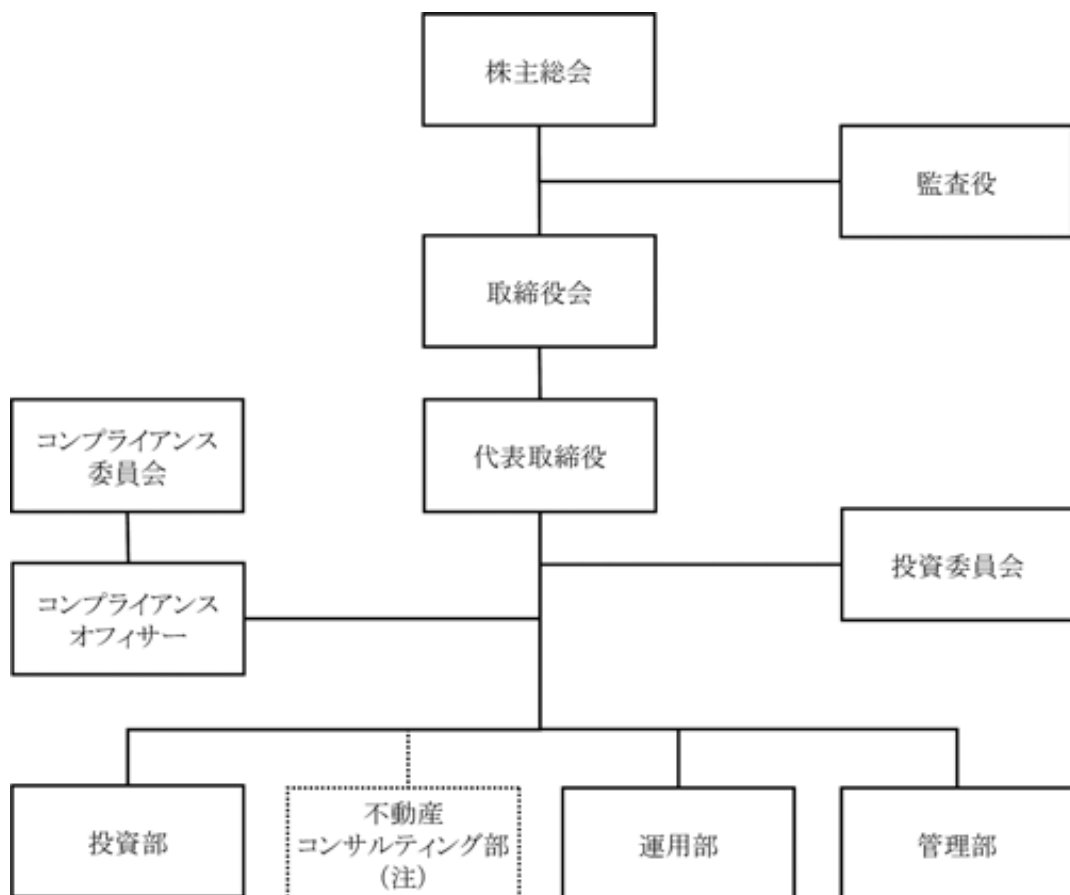 株主総会
監査役
取締役会
コンプライアンス
委員会
代表取締役
投資委員会
コンプライアンス
オフィサー
投資部
不動産
コンサルティング部
(注)
運用部
管理部